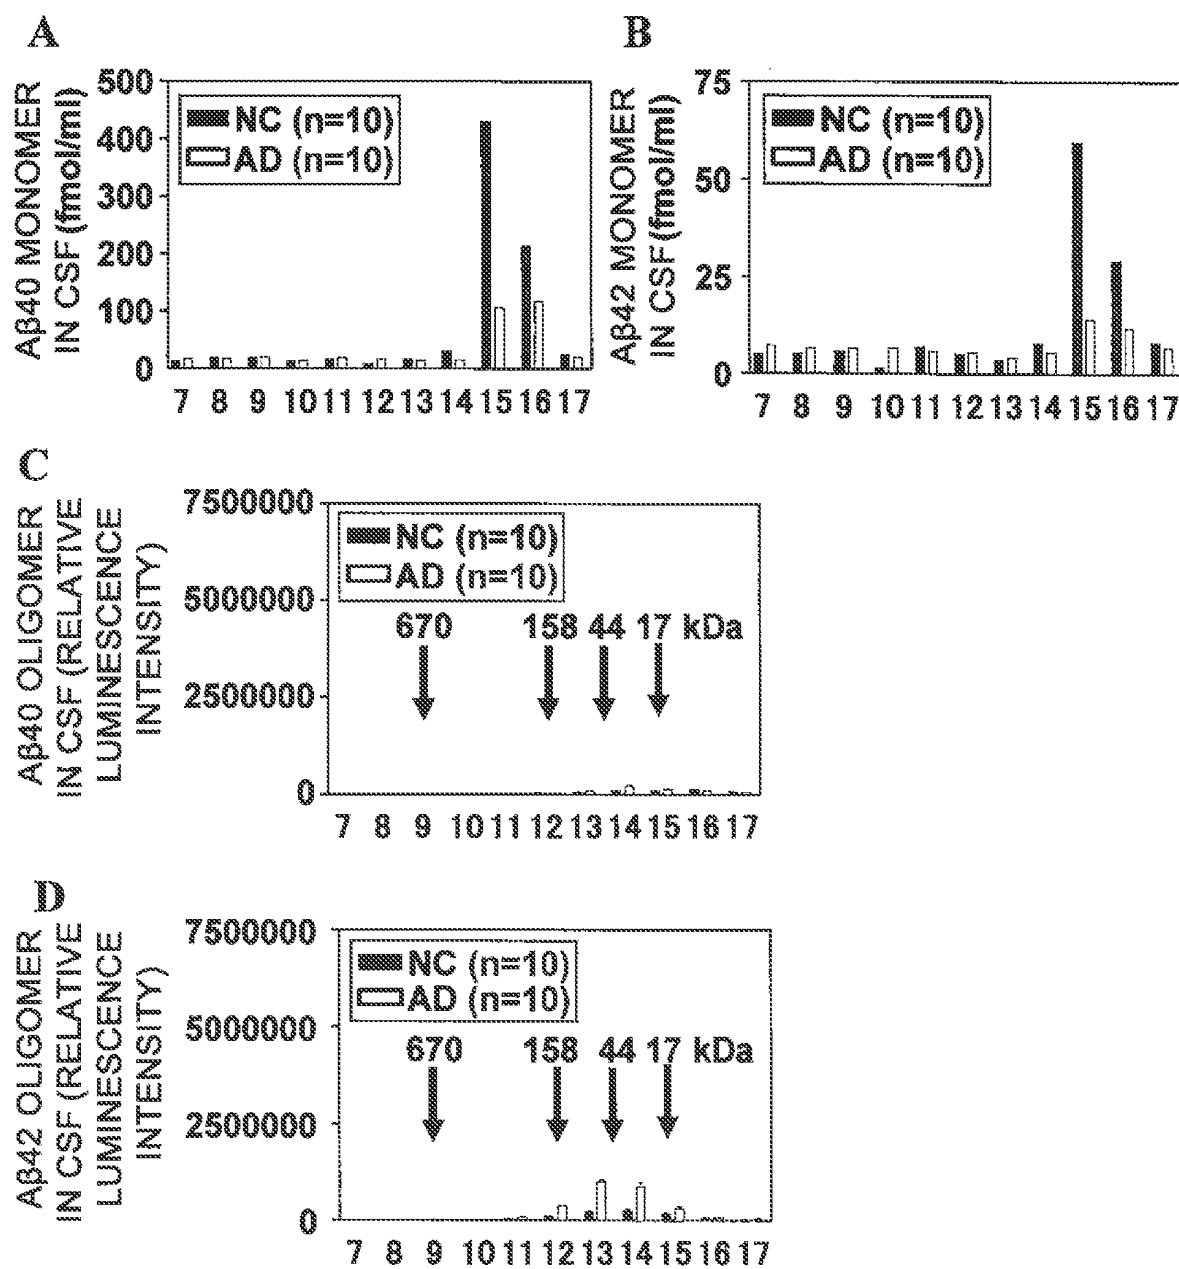 A
Aβ40 MONOMER
IN CSF (fmol/ml)
500
400
300
200
100
0
NC (n=10)
AD (n=10)
7 8 9 10 11 12 13 14 15 16 17
B
Aβ42 MONOMER
IN CSF (fmol/ml)
75
50
25
0
NC (n=10)
AD (n=10)
7 8 9 10 11 12 13 14 15 16 17
C
Aβ40 OLIGOMER
IN CSF (RELATIVE
LUMINESCENCE
INTENSITY)
7500000
5000000
2500000
0
NC (n=10)
AD (n=10)
670 158 44 17 kDa
7 8 9 10 11 12 13 14 15 16 17
D
Aβ42 OLIGOMER
IN CSF (RELATIVE
LUMINESCENCE
INTENSITY)
7500000
5000000
2500000
0
NC (n=10)
AD (n=10)
670 158 44 17 kDa
7 8 9 10 11 12 13 14 15 16 17